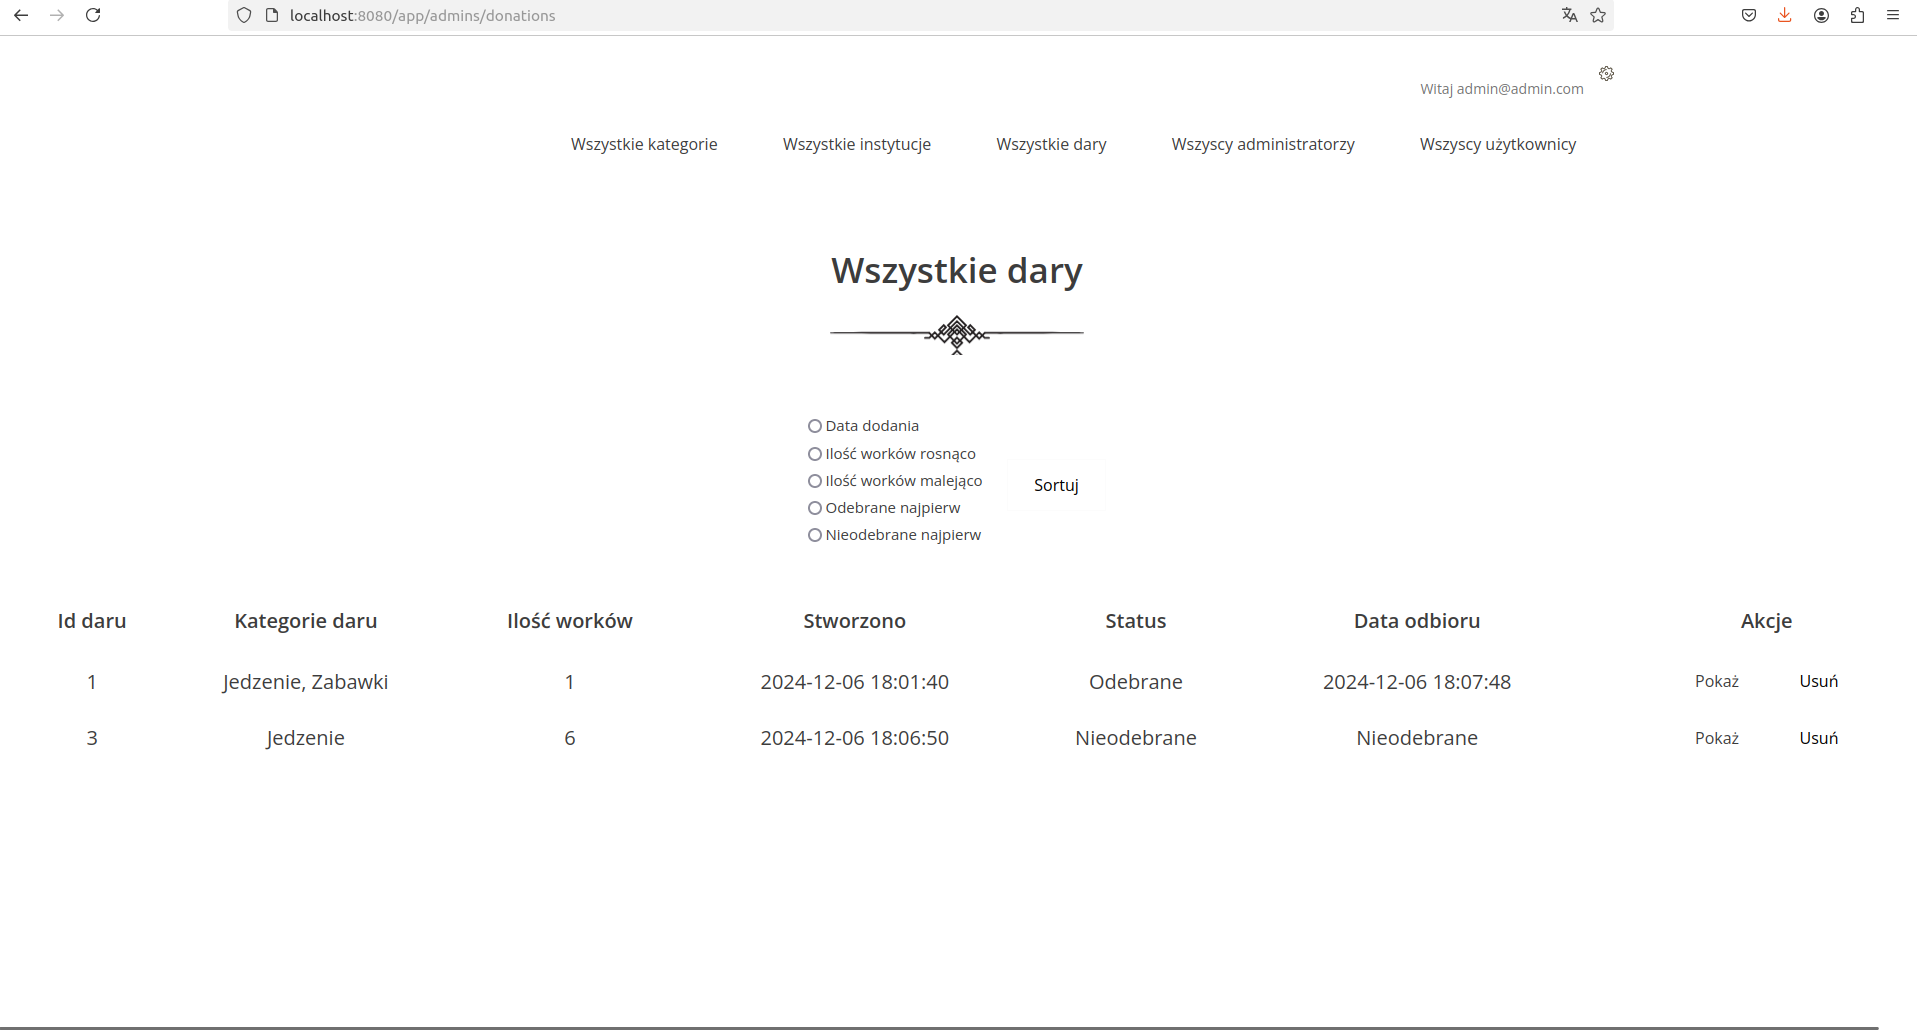 localhost:8080/app/admins/donations
Witaj admin@admin.com
Wszystkie kategorie Wszystkie instytucje Wszystkie dary Wszyscy administratorzy Wszyscy użytkownicy
Wszystkie dary
Data dodania
Ilość worków rosnąco
Ilość worków malejąco
Odebrane najpierw
Nieodebrane najpierw
Sortuj
Id daru Kategorie daru Ilość worków Stworzono Status Data odbioru Akcje
1 Jedzenie, Zabawki 1 2024-12-06 18:01:40 Odebrane 2024-12-06 18:07:48 Pokaż Usuń
3 Jedzenie 6 2024-12-06 18:06:50 Nieodebrane Nieodebrane Pokaż Usuń